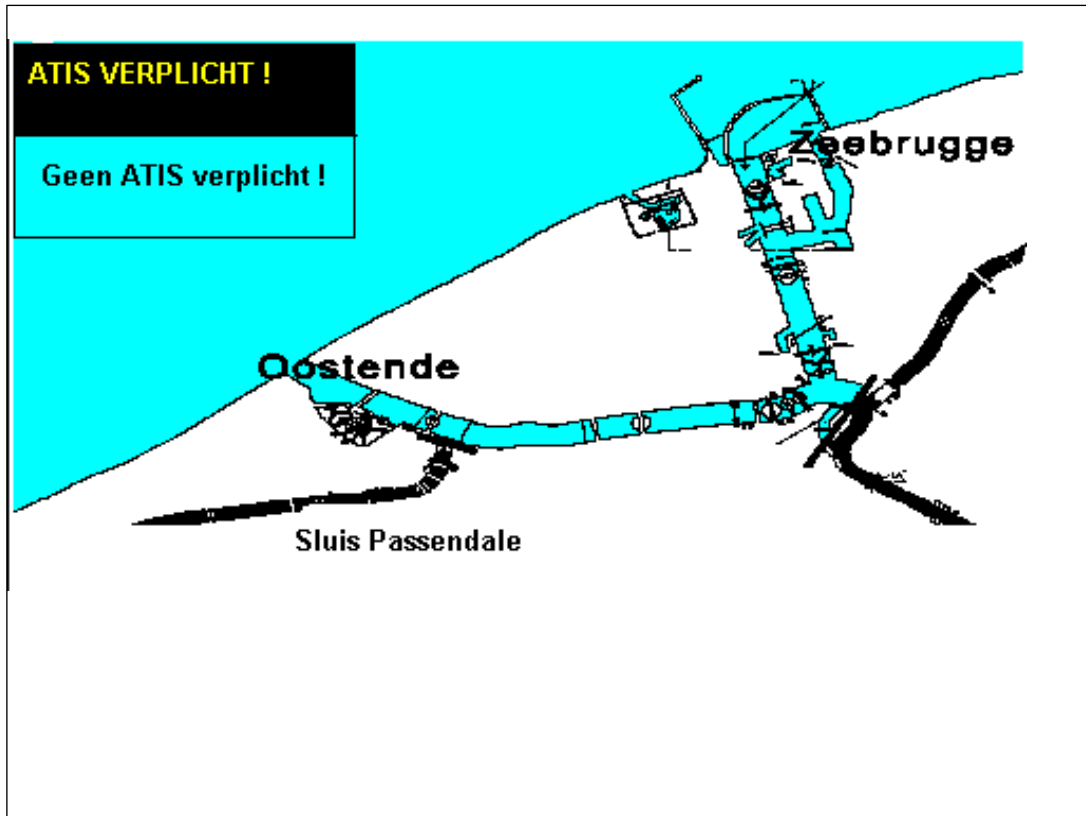 ATIS VERPLICHT !
Geen ATIS verplicht !
Zeebrugge
Oostende
Sluis Passendale